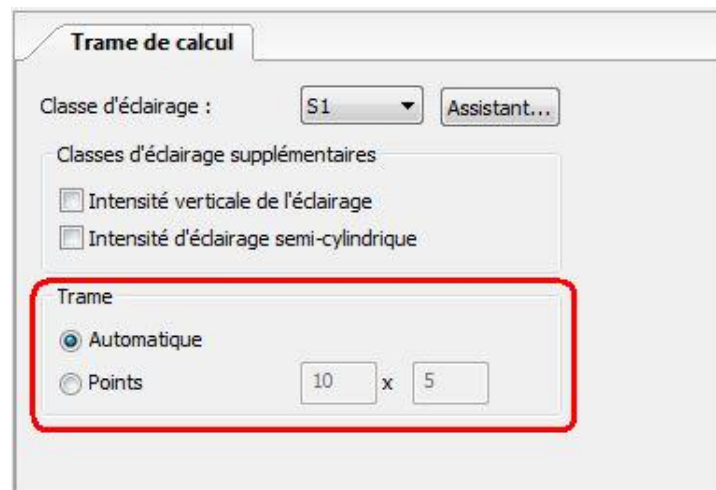 Trame de calcul
Classe d'éclairage : S1 Assistant...
Classes d'éclairage supplémentaires
Intensité verticale de l'éclairage
Intensité d'éclairage semi-cylindrique
Trame
Automatique
Points 10 x 5